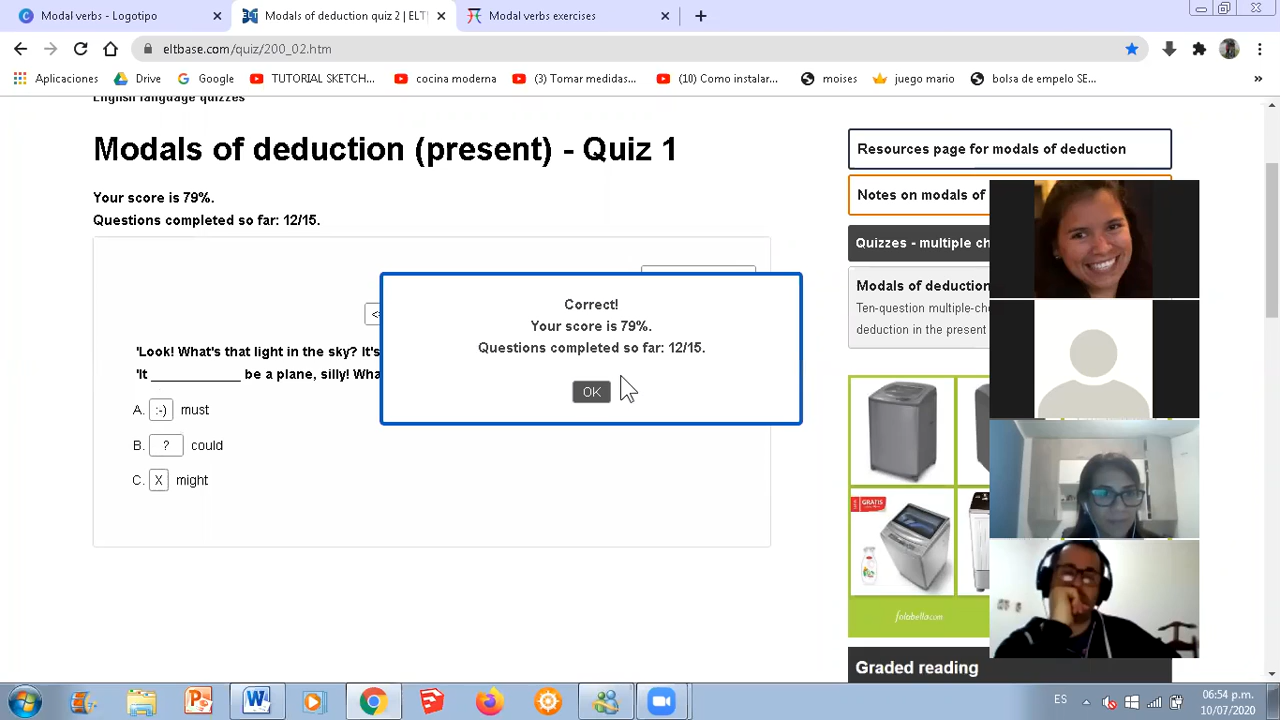 Modal verbs - Logotipo
Modals of deduction quiz 2 | ELT
Modal verbs exercises
eltbase.com/quiz/200_02.htm
Aplicaciones
Drive
Google
TUTORIAL SKETCH...
cocina moderna
(3) Tomar medidas...
(10) Como instalar...
moises
juego mario
bolsa de empelo SE...
»
English language quizzes
Modals of deduction (present) - Quiz 1
Your score is 79%.
Questions completed so far: 12/15.
Correct!
Your score is 79%.
Questions completed so far: 12/15.
OK
<=
'Look! What's that light in the sky? It's
'It ____________ be a plane, silly! Wha
A. :-) must
B. ? could
C. X might
Resources page for modals of deduction
Notes on modals of
Quizzes - multiple ch
Modals of deduction
Ten-question multiple-ch
deduction in the present
GRATIS
falabella.com
Graded reading
ES
06:54 p.m.
10/07/2020